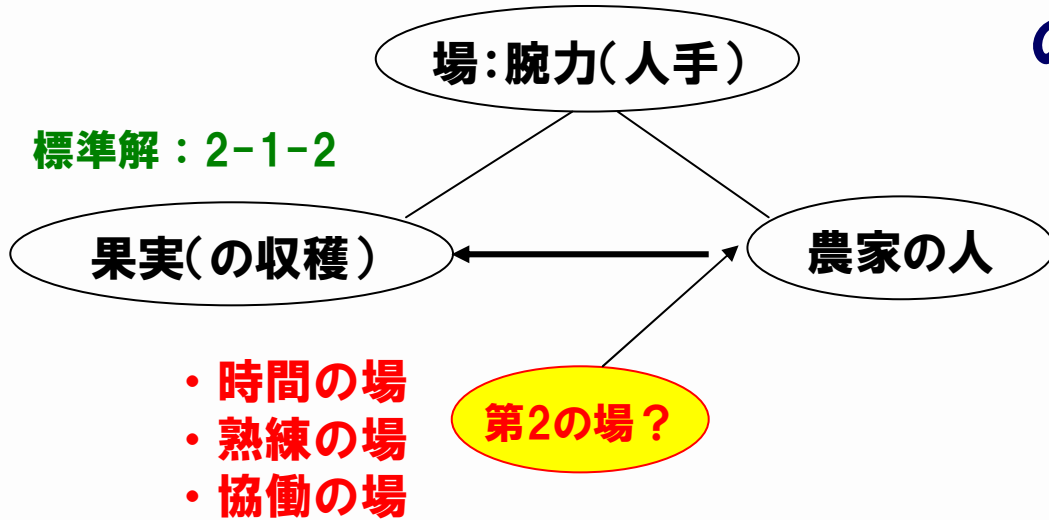 場：腕力（人手）
標準解：2-1-2
果実（の収穫）
農家の人
・時間の場
・熟練の場
・協働の場
第2の場？